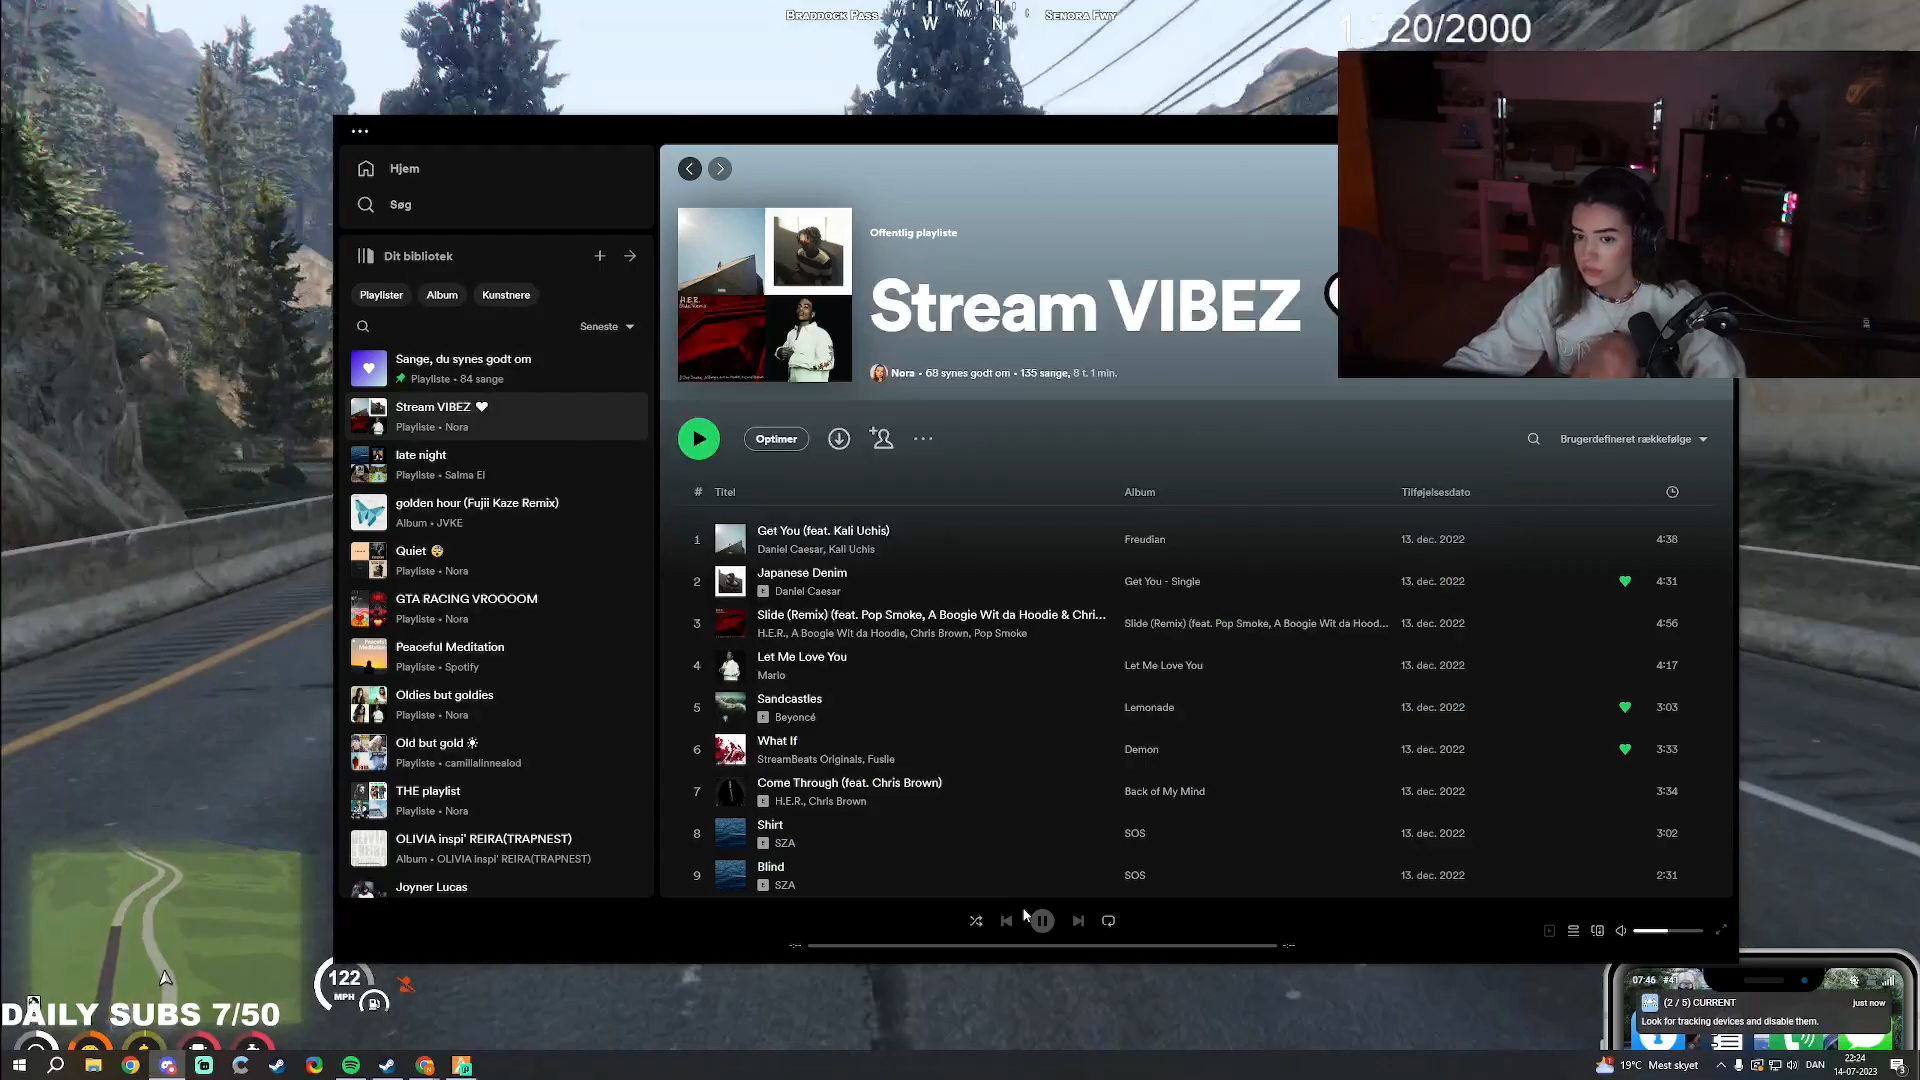 Braddock Pass
W
NW
N
Senora Fwy
20/2000
Hjem
Søg
Dit bibliotek
Playlister
Album
Kunstnere
Seneste
Sange, du synes godt om
Playliste • 84 sange
Stream VIBEZ
Playliste • Nora
late night
Playliste • Salma El
golden hour (Fujii Kaze Remix)
Album • JVKE
Quiet
Playliste • Nora
GTA RACING VROOOOM
Playliste • Nora
Peaceful Meditation
Playliste • Spotify
Oldies but goldies
Playliste • Nora
Old but gold
Playliste • camillalinnealod
THE playlist
Playliste • Nora
OLIVIA inspi' REIRA(TRAPNEST)
Album • OLIVIA inspi' REIRA(TRAPNEST)
Joyner Lucas
Offentlig playliste
Stream VIBEZ
Nora • 68 synes godt om • 135 sange, 8 t. 1 min.
Optimer
Brugerdefineret rækkefølge
# Titel Album Tilføjelsesdato
1 Get You (feat. Kali Uchis) Freudian 13. dec. 2022 4:38
Daniel Caesar, Kali Uchis
2 Japanese Denim Get You - Single 13. dec. 2022 4:31
E Daniel Caesar
3 Slide (Remix) (feat. Pop Smoke, A Boogie Wit da Hoodie & Chri... Slide (Remix) (feat. Pop Smoke, A Boogie Wit da Hood... 13. dec. 2022 4:56
H.E.R., A Boogie Wit da Hoodie, Chris Brown, Pop Smoke
4 Let Me Love You Let Me Love You 13. dec. 2022 4:17
Mario
5 Sandcastles Lemonade 13. dec. 2022 3:03
E Beyoncé
6 What If Demon 13. dec. 2022 3:33
StreamBeats Originals, Fuslie
7 Come Through (feat. Chris Brown) Back of My Mind 13. dec. 2022 3:34
E H.E.R., Chris Brown
8 Shirt SOS 13. dec. 2022 3:02
E SZA
9 Blind SOS 13. dec. 2022 2:31
E SZA
-:--
-:--
122
MPH
DAILY SUBS 7/50
07:46 #41
(2 / 5) CURRENT just now
Look for tracking devices and disable them.
19°C Mest skyet
DAN
22:24
14-07-2023